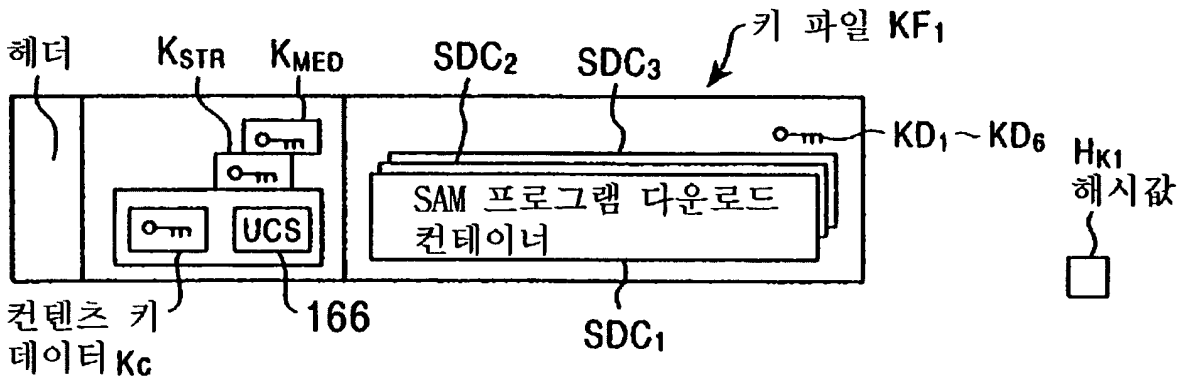 키 파일 KF1
헤더
KSTR
KMED
SDC2
SDC3
KD1~KD6
HK1
해시값
SAM 프로그램 다운로드
컨테이너
UCS
컨텐츠 키
데이터 Kc
166
SDC1